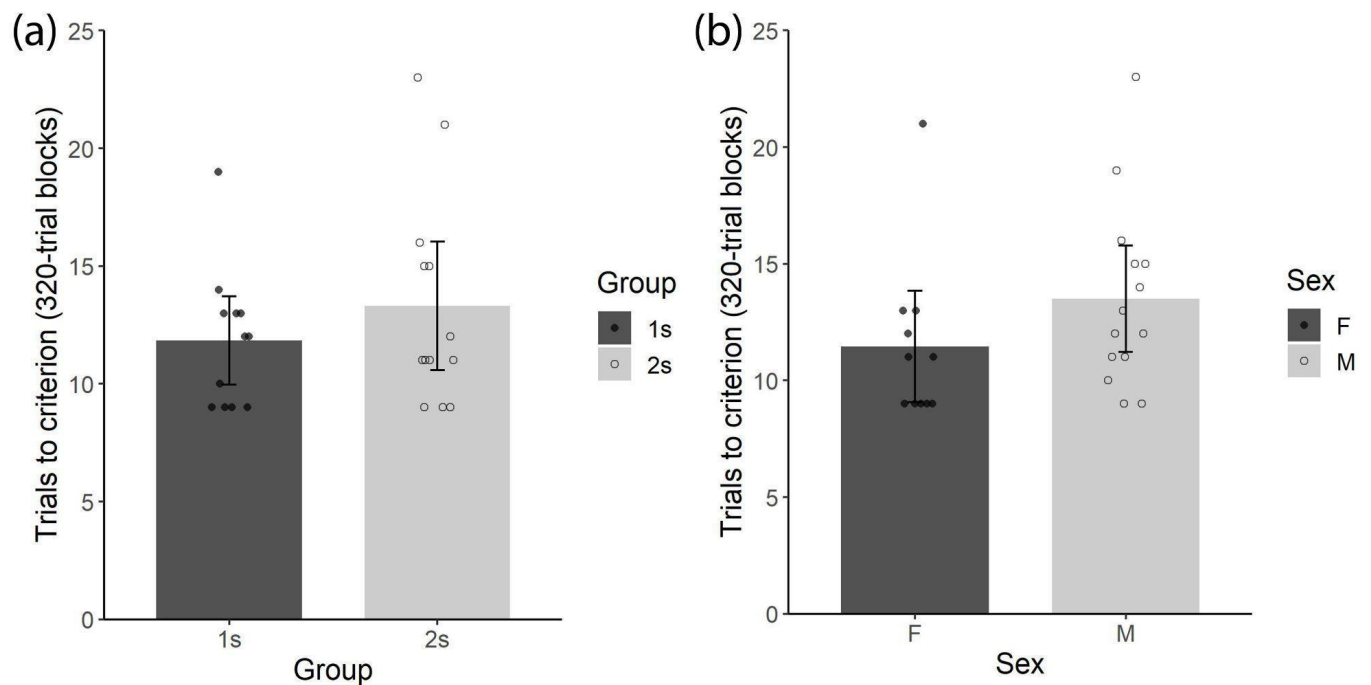 (a)
Trials to criterion (320-trial blocks)
25
20
15
10
5
0
1s
2s
Group
Group
1s
2s
(b)
Trials to criterion (320-trial blocks)
25
20
15
10
5
0
F
M
Sex
Sex
F
M